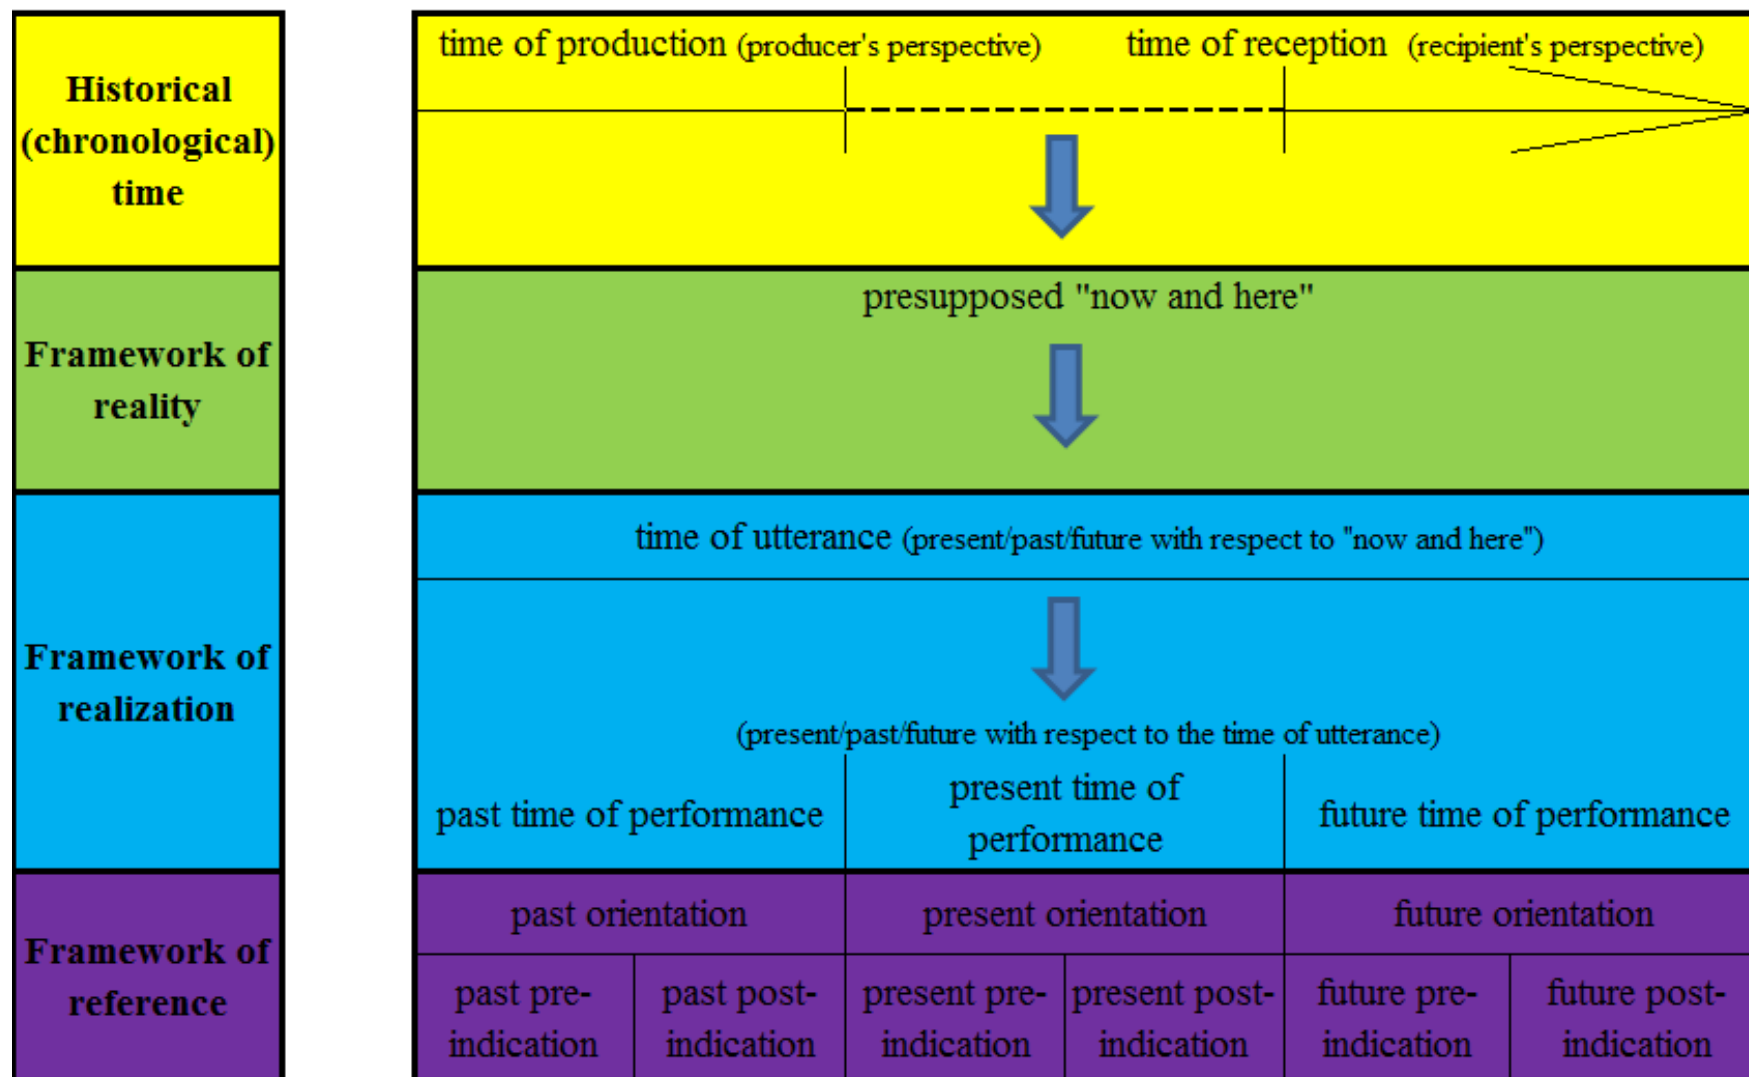 Historical
(chronological)
time
time of production (producer's perspective)
time of reception (recipient's perspective)
Framework of
reality
presupposed "now and here"
Framework of
realization
time of utterance (present/past/future with respect to "now and here")
(present/past/future with respect to the time of utterance)
past time of performance
present time of
performance
future time of performance
Framework of
reference
past orientation
present orientation
future orientation
past pre-
indication
past post-
indication
present pre-
indication
present post-
indication
future pre-
indication
future post-
indication